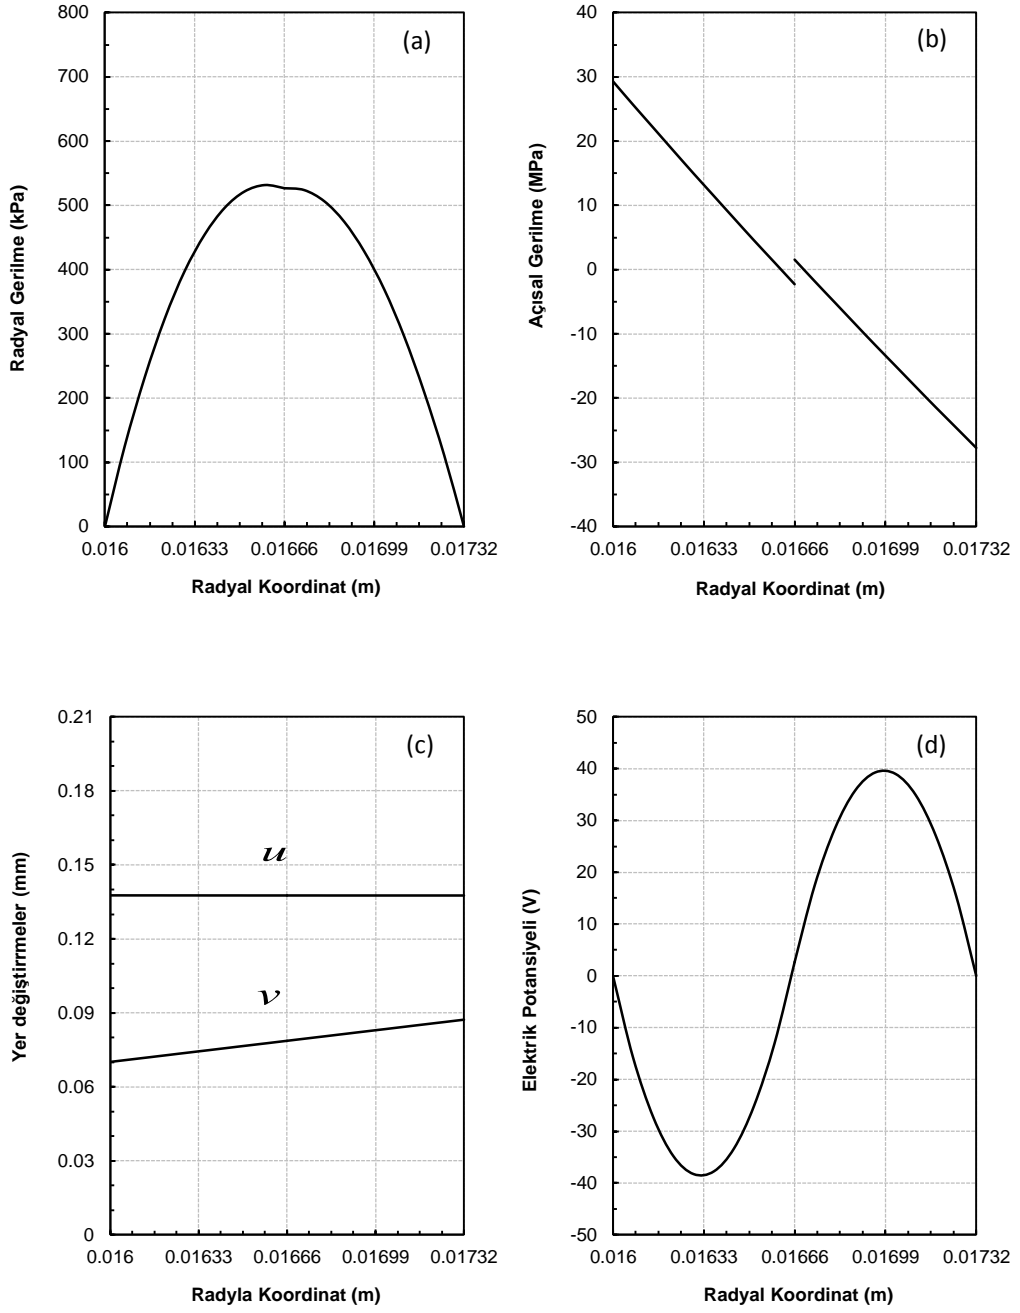 (a)
800
700
600
500
400
300
200
100
0
Radyal Gerilme (kPa)
0.016 0.01633 0.01666 0.01699 0.01732
Radyal Koordinat (m)
(b)
40
30
20
10
0
-10
-20
-30
-40
Açısal Gerilme (MPa)
0.016 0.01633 0.01666 0.01699 0.01732
Radyal Koordinat (m)
(c)
0.21
0.18
0.15
0.12
0.09
0.06
0.03
0
Yer değiştirrmeler (mm)
u
v
0.016 0.01633 0.01666 0.01699 0.01732
Radyla Koordinat (m)
(d)
50
40
30
20
10
0
-10
-20
-30
-40
-50
Elektrik Potansiyeli (V)
0.016 0.01633 0.01666 0.01699 0.01732
Radyal Koordinat (m)